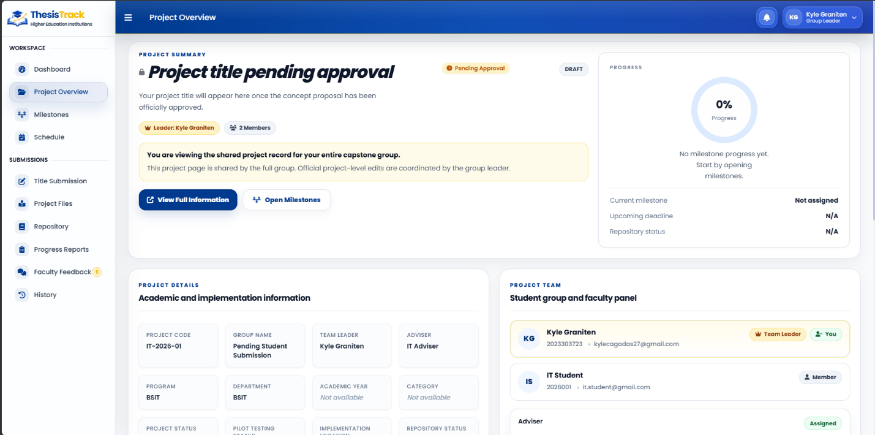 ThesisTrack
Higher Education Institutions
WORKSPACE
Dashboard
Project Overview
Milestones
Schedule
SUBMISSIONS
Title Submission
Project Files
Repository
Progress Reports
Faculty Feedback
History
Project Overview
KG
Kyle Graniten
Group Leader
PROJECT SUMMARY
Project title pending approval
Pending Approval
DRAFT
Your project title will appear here once the concept proposal has been
officially approved.
Leader: Kyle Graniten
2 Members
You are viewing the shared project record for your entire capstone group.
This project page is shared by the full group. Official project-level edits are coordinated by the group leader.
View Full Information
Open Milestones
PROGRESS
0%
Progress
No milestone progress yet.
Start by opening
milestones.
Current milestone
Not assigned
Upcoming deadline
N/A
Repository status
N/A
PROJECT DETAILS
Academic and implementation information
PROJECT CODE
IT-2026-01
GROUP NAME
Pending Student
Submission
TEAM LEADER
Kyle Graniten
ADVISER
IT Adviser
PROGRAM
BSIT
DEPARTMENT
BSIT
ACADEMIC YEAR
Not available
CATEGORY
Not available
PROJECT STATUS
PILOT TESTING
IMPLEMENTATION
REPOSITORY STATUS
PROJECT TEAM
Student group and faculty panel
KG
Kyle Graniten
2023303723
kylecagadas27@gmail.com
Team Leader
You
IS
IT Student
2026001
it.student@gmail.com
Member
Adviser
Assigned